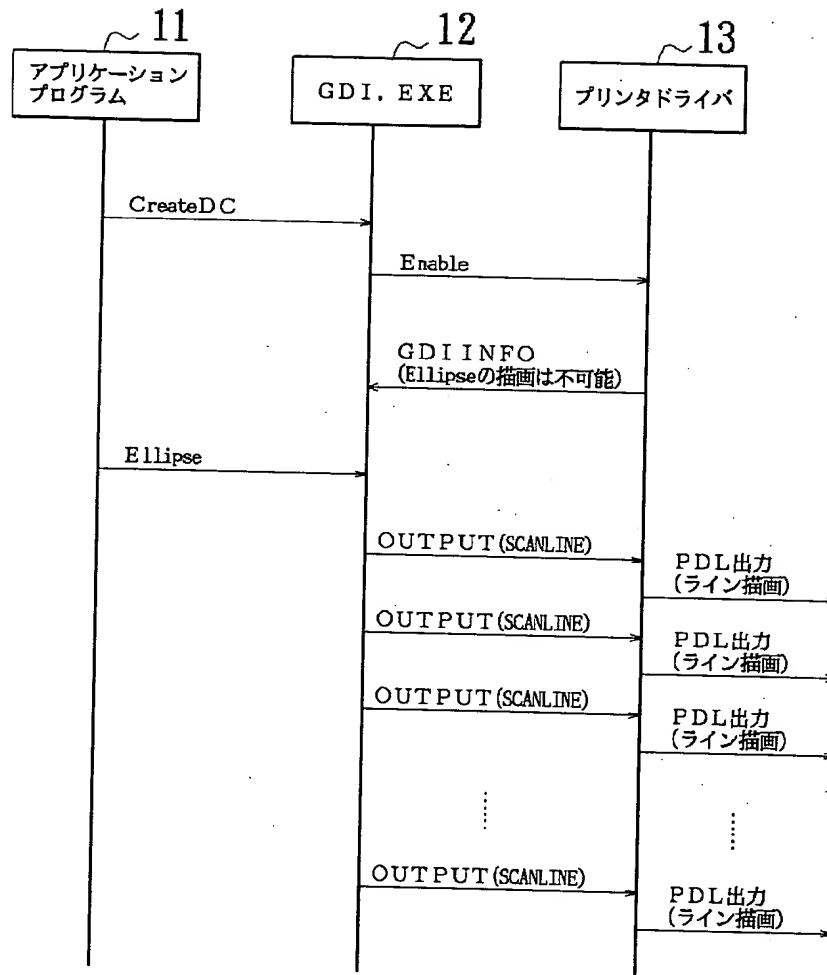 11
12
13
アプリケーション
プログラム
GDI.EXE
プリンタドライバ
CreateDC
Enable
GDIINFO
(Ellipseの描画は不可能)
Ellipse
OUTPUT(SCANLINE)
PDL出力
(ライン描画)
OUTPUT(SCANLINE)
PDL出力
(ライン描画)
OUTPUT(SCANLINE)
PDL出力
(ライン描画)
OUTPUT(SCANLINE)
PDL出力
(ライン描画)